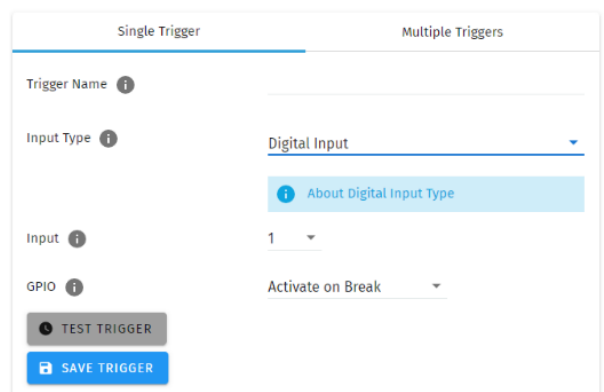 Single Trigger Multiple Triggers
Trigger Name
Input Type Digital Input
About Digital Input Type
Input 1
GPIO Activate on Break
TEST TRIGGER
SAVE TRIGGER